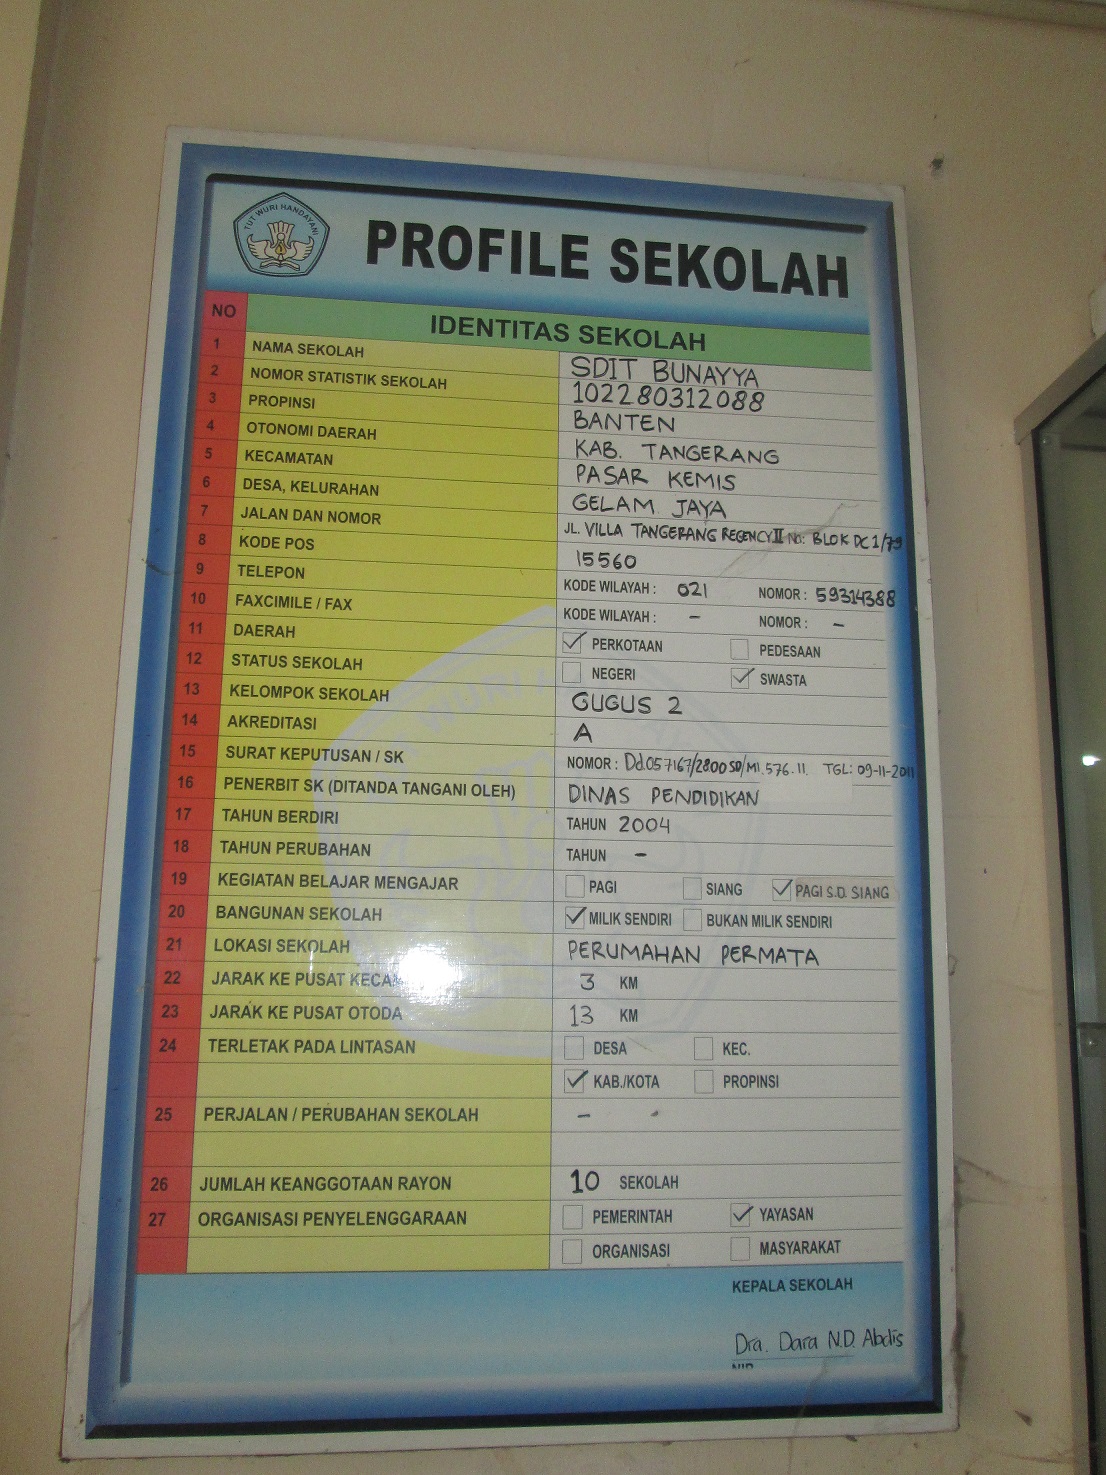 TUT WURI HANDAYANI
PROFILE SEKOLAH
NO IDENTITAS SEKOLAH
1 NAMA SEKOLAH SDIT BUNAYYA
2 NOMOR STATISTIK SEKOLAH 102280312088
3 PROPINSI BANTEN
4 OTONOMI DAERAH KAB. TANGERANG
5 KECAMATAN PASAR KEMIS
6 DESA, KELURAHAN GELAM JAYA
7 JALAN DAN NOMOR JL. VILLA TANGERANG REGENCY II No: BLOK DC 1/79
8 KODE POS 15560
9 TELEPON KODE WILAYAH : 021 NOMOR : 59314388
10 FAXCIMILE / FAX KODE WILAYAH : - NOMOR : -
11 DAERAH PERKOTAAN PEDESAAN
12 STATUS SEKOLAH NEGERI SWASTA
13 KELOMPOK SEKOLAH GUGUS 2
14 AKREDITASI A
15 SURAT KEPUTUSAN / SK NOMOR : Dd.057167/2800 SD/MI.576.11. TGL: 09-11-2011
16 PENERBIT SK (DITANDA TANGANI OLEH) DINAS PENDIDIKAN
17 TAHUN BERDIRI TAHUN 2004
18 TAHUN PERUBAHAN TAHUN -
19 KEGIATAN BELAJAR MENGAJAR PAGI SIANG PAGI S.D. SIANG
20 BANGUNAN SEKOLAH MILIK SENDIRI BUKAN MILIK SENDIRI
21 LOKASI SEKOLAH PERUMAHAN PERMATA
22 JARAK KE PUSAT 3 KM
23 JARAK KE PUSAT OTODA 13 KM
24 TERLETAK PADA LINTASAN DESA KEC.
KAB./KOTA PROPINSI
25 PERJALAN / PERUBAHAN SEKOLAH -
26 JUMLAH KEANGGOTAAN RAYON 10 SEKOLAH
27 ORGANISASI PENYELENGGARAAN PEMERINTAH YAYASAN
ORGANISASI MASYARAKAT
KEPALA SEKOLAH
Dra. Dara N.D. Abdis